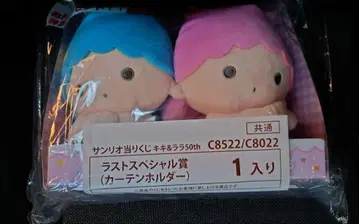 共通
サンリオ当りくじ キキ&ララ50th C8522/C8022
ラストスペシャル賞
(カーテンホルダー)
1入り